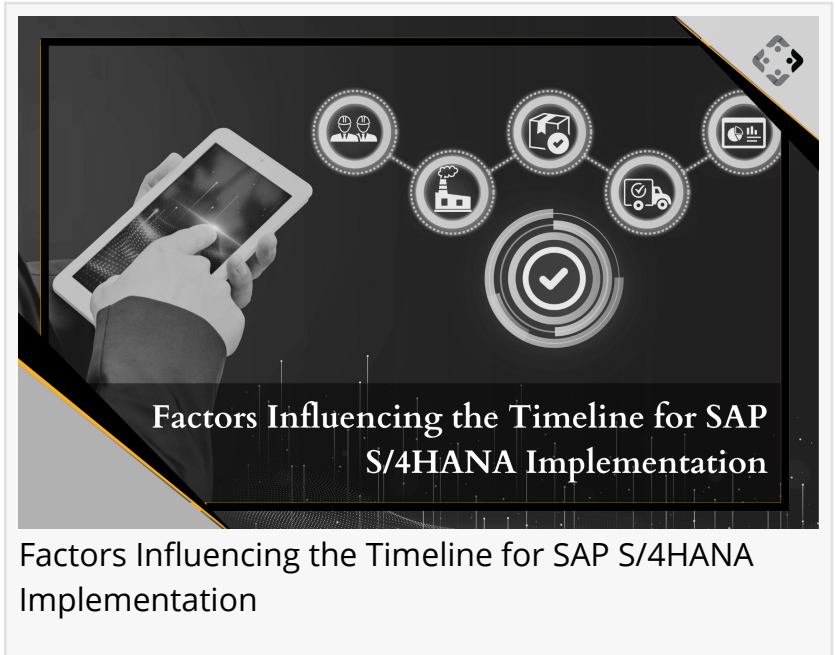 Factors Influencing the Timeline for SAP
S/4HANA Implementation
Factors Influencing the Timeline for SAP S/4HANA
Implementation